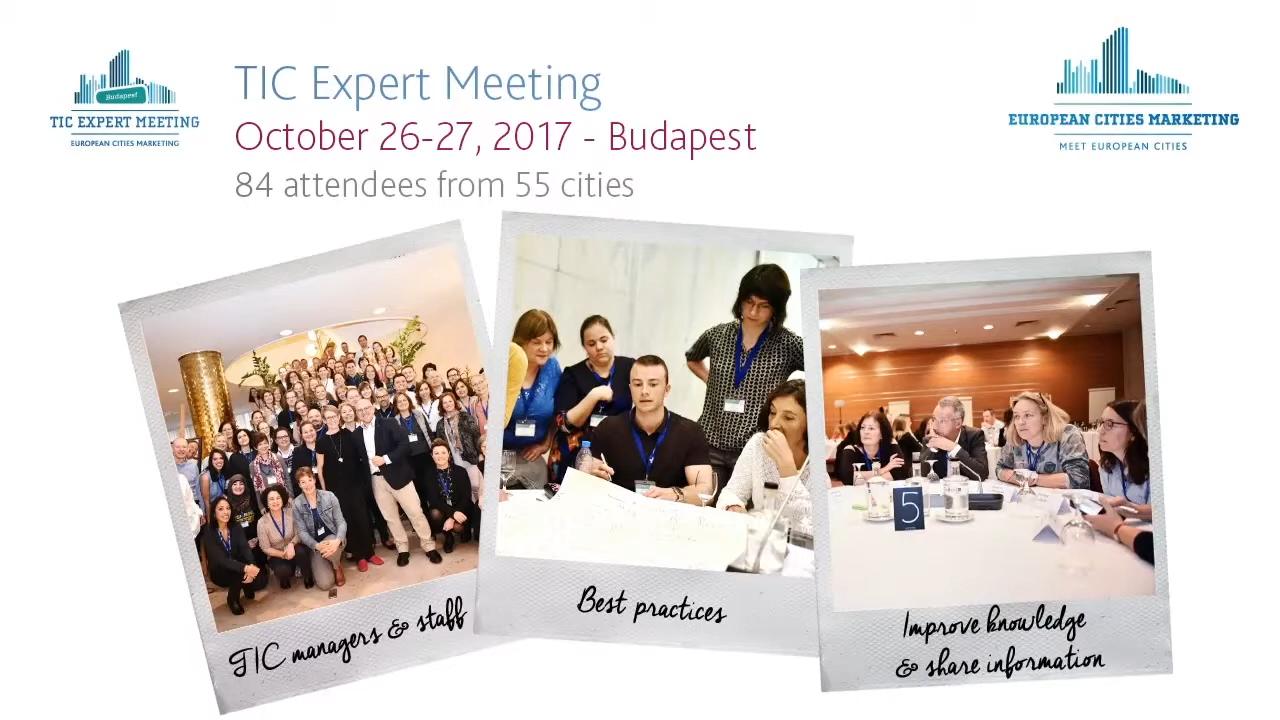 Budapest
TIC EXPERT MEETING
EUROPEAN CITIES MARKETING
TIC Expert Meeting
October 26-27, 2017 - Budapest
84 attendees from 55 cities
EUROPEAN CITIES MARKETING
MEET EUROPEAN CITIES
TIC managers & staff
Best practices
5
Improve knowledge
& share information